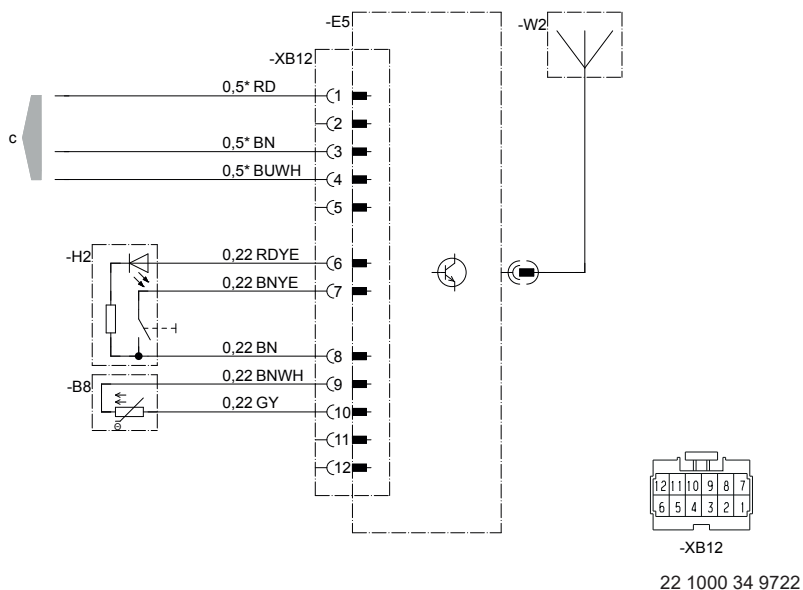 -E5
-W2
-XB12
0,5* RD
1
2
c
0,5* BN
3
0,5* BUWH
4
5
-H2
0,22 RDYE
6
0,22 BNYE
7
0,22 BN
8
-B8
0,22 BNWH
9
0,22 GY
10
11
12
12 11 10 9 8 7
6 5 4 3 2 1
-XB12
22 1000 34 9722